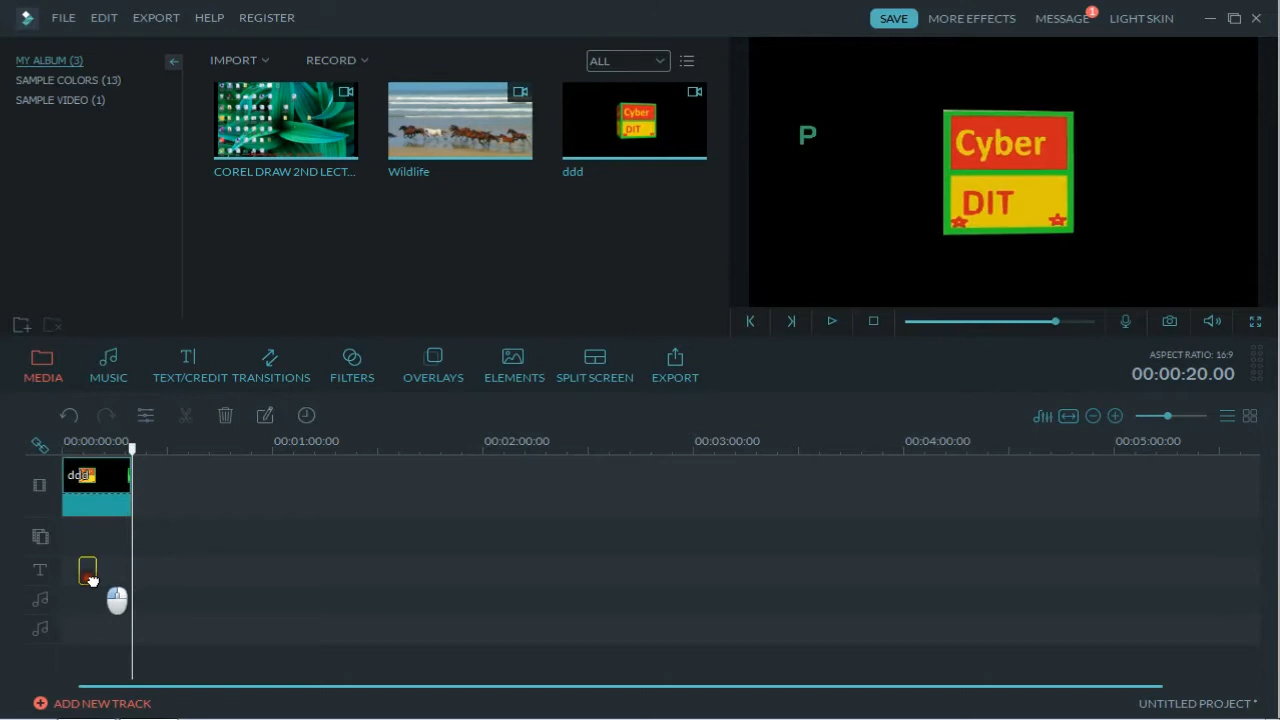 FILE EDIT EXPORT HELP REGISTER SAVE MORE EFFECTS MESSAGE 1 LIGHT SKIN
MY ALBUM (3)
SAMPLE COLORS (13)
SAMPLE VIDEO (1)
IMPORT RECORD ALL
COREL DRAW 2ND LECT... Wildlife ddd
Cyber
DIT
P
Cyber
DIT
MEDIA MUSIC TEXT/CREDIT TRANSITIONS FILTERS OVERLAYS ELEMENTS SPLIT SCREEN EXPORT
ASPECT RATIO: 16:9
00:00:20.00
00:00:00:00 00:01:00:00 00:02:00:00 00:03:00:00 00:04:00:00 00:05:00:00
ddd
T
ADD NEW TRACK UNTITLED PROJECT *